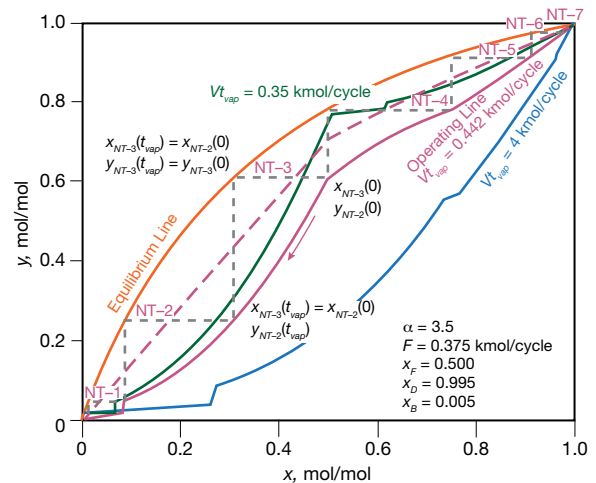 1.0
0.8
0.6
0.4
0.2
0
y, mol/mol
0
0.2
0.4
0.6
0.8
1.0
x, mol/mol
NT–7
NT–6
NT–5
NT–4
NT–3
NT–2
NT–1
Vt_vap = 0.35 kmol/cycle
x_NT–3(t_vap) = x_NT–2(0)
y_NT–3(t_vap) = y_NT–3(0)
Equilibrium Line
Operating Line
Vt_vap = 0.442 kmol/cycle
Vt_vap = 4 kmol/cycle
x_NT–3(0)
y_NT–2(0)
x_NT–3(t_vap) = x_NT–2(0)
y_NT–2(t_vap)
α = 3.5
F = 0.375 kmol/cycle
x_F = 0.500
x_D = 0.995
x_B = 0.005